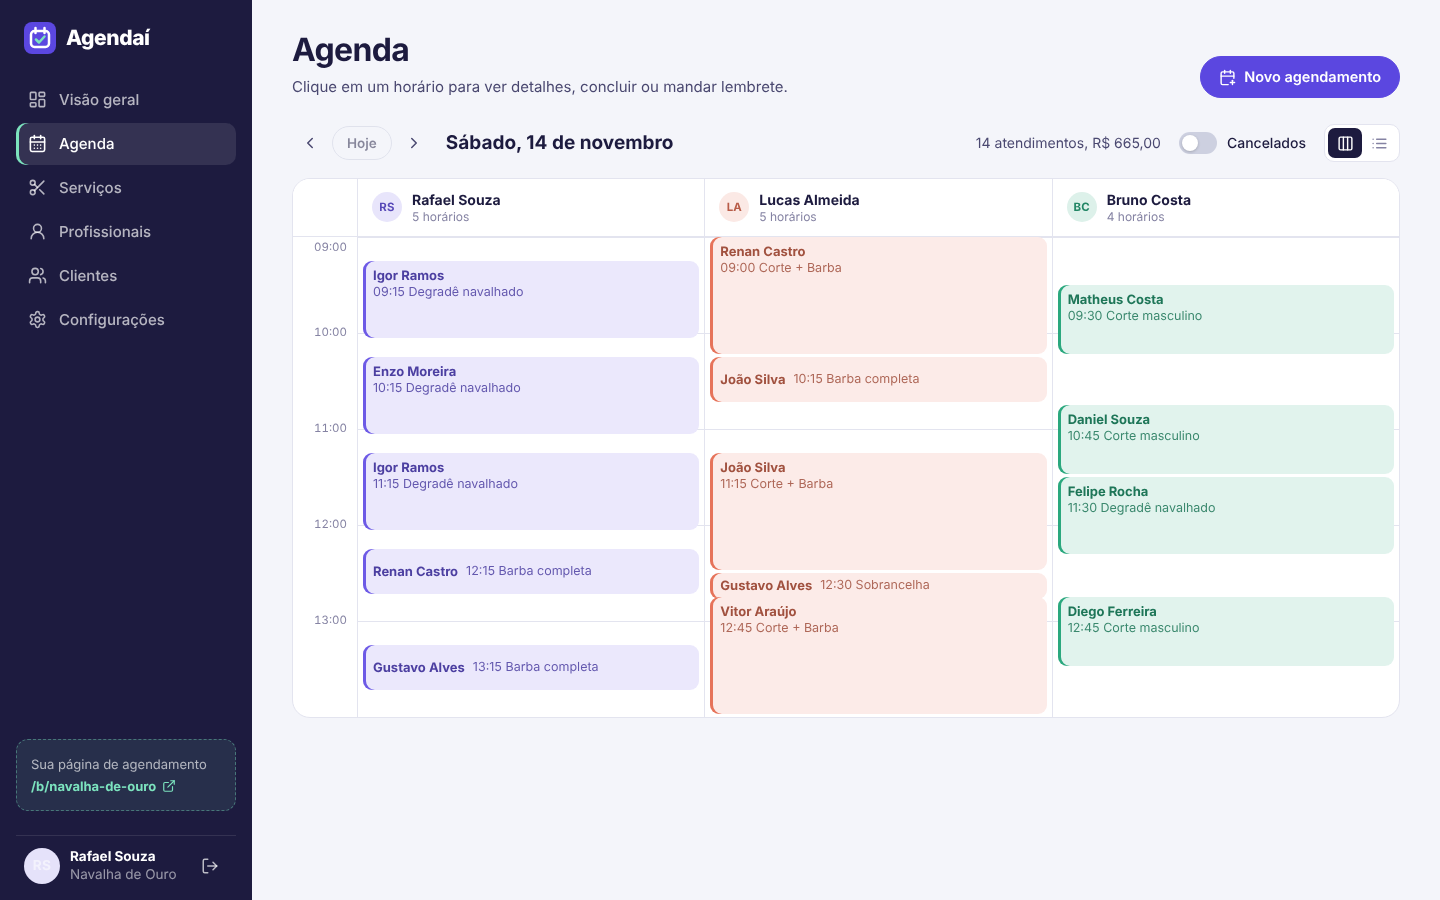 Agendaí
Visão geral
Agenda
Serviços
Profissionais
Clientes
Configurações
Sua página de agendamento
/b/navalha-de-ouro
RS
Rafael Souza
Navalha de Ouro
Agenda
Clique em um horário para ver detalhes, concluir ou mandar lembrete.
Novo agendamento
Hoje
Sábado, 14 de novembro
14 atendimentos, R$ 665,00
Cancelados
RS
Rafael Souza
5 horários
LA
Lucas Almeida
5 horários
BC
Bruno Costa
4 horários
09:00
10:00
11:00
12:00
13:00
Igor Ramos
09:15 Degradê navalhado
Enzo Moreira
10:15 Degradê navalhado
Igor Ramos
11:15 Degradê navalhado
Renan Castro 12:15 Barba completa
Gustavo Alves 13:15 Barba completa
Renan Castro
09:00 Corte + Barba
João Silva 10:15 Barba completa
João Silva
11:15 Corte + Barba
Gustavo Alves 12:30 Sobrancelha
Vitor Araújo
12:45 Corte + Barba
Matheus Costa
09:30 Corte masculino
Daniel Souza
10:45 Corte masculino
Felipe Rocha
11:30 Degradê navalhado
Diego Ferreira
12:45 Corte masculino